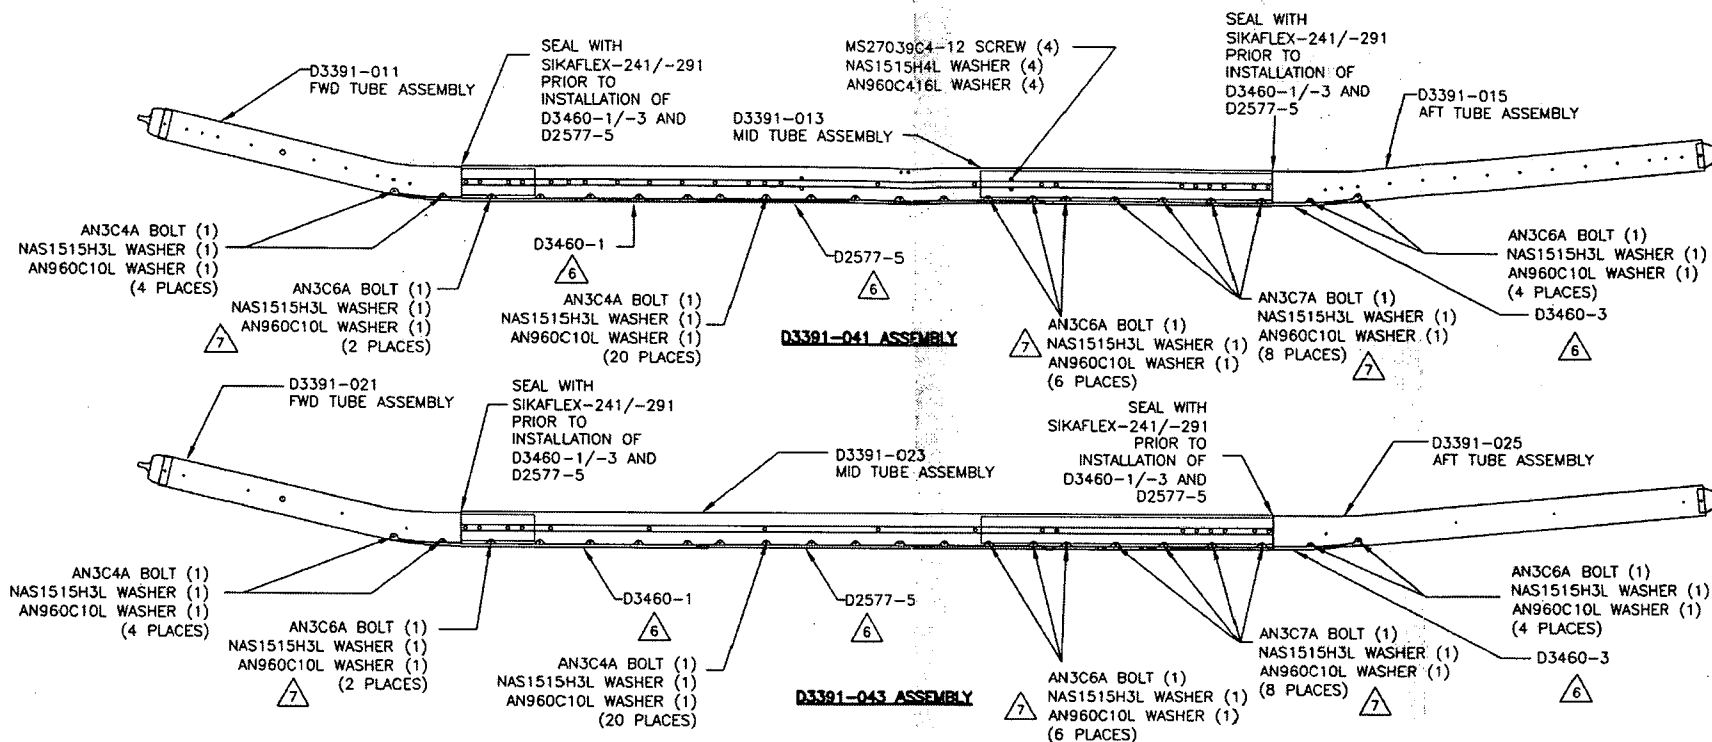 D3391-011
FWD TUBE ASSEMBLY
SEAL WITH
SIKAFLEX-241/-291
PRIOR TO
INSTALLATION OF
D3460-1/-3 AND
D2577-5
MS27039C4-12 SCREW (4)
NAS1515H4L WASHER (4)
AN960C416L WASHER (4)
D3391-013
MID TUBE ASSEMBLY
SEAL WITH
SIKAFLEX-241/-291
PRIOR TO
INSTALLATION OF
D3460-1/-3 AND
D2577-5
D3391-015
AFT TUBE ASSEMBLY
AN3C4A BOLT (1)
NAS1515H3L WASHER (1)
AN960C10L WASHER (1)
(4 PLACES)
AN3C6A BOLT (1)
NAS1515H3L WASHER (1)
AN960C10L WASHER (1)
(2 PLACES)
7
D3460-1
6
AN3C4A BOLT (1)
NAS1515H3L WASHER (1)
AN960C10L WASHER (1)
(20 PLACES)
D2577-5
6
D3391-041 ASSEMBLY
7
AN3C6A BOLT (1)
NAS1515H3L WASHER (1)
AN960C10L WASHER (1)
(6 PLACES)
AN3C7A BOLT (1)
NAS1515H3L WASHER (1)
AN960C10L WASHER (1)
(8 PLACES)
7
AN3C6A BOLT (1)
NAS1515H3L WASHER (1)
AN960C10L WASHER (1)
(4 PLACES)
D3460-3
6
D3391-021
FWD TUBE ASSEMBLY
SEAL WITH
SIKAFLEX-241/-291
PRIOR TO
INSTALLATION OF
D3460-1/-3 AND
D2577-5
D3391-023
MID TUBE ASSEMBLY
SEAL WITH
SIKAFLEX-241/-291
PRIOR TO
INSTALLATION OF
D3460-1/-3 AND
D2577-5
D3391-025
AFT TUBE ASSEMBLY
AN3C4A BOLT (1)
NAS1515H3L WASHER (1)
AN960C10L WASHER (1)
(4 PLACES)
AN3C6A BOLT (1)
NAS1515H3L WASHER (1)
AN960C10L WASHER (1)
(2 PLACES)
7
D3460-1
6
AN3C4A BOLT (1)
NAS1515H3L WASHER (1)
AN960C10L WASHER (1)
(20 PLACES)
D2577-5
6
D3391-043 ASSEMBLY
7
AN3C6A BOLT (1)
NAS1515H3L WASHER (1)
AN960C10L WASHER (1)
(6 PLACES)
AN3C7A BOLT (1)
NAS1515H3L WASHER (1)
AN960C10L WASHER (1)
(8 PLACES)
7
AN3C6A BOLT (1)
NAS1515H3L WASHER (1)
AN960C10L WASHER (1)
(4 PLACES)
D3460-3
6